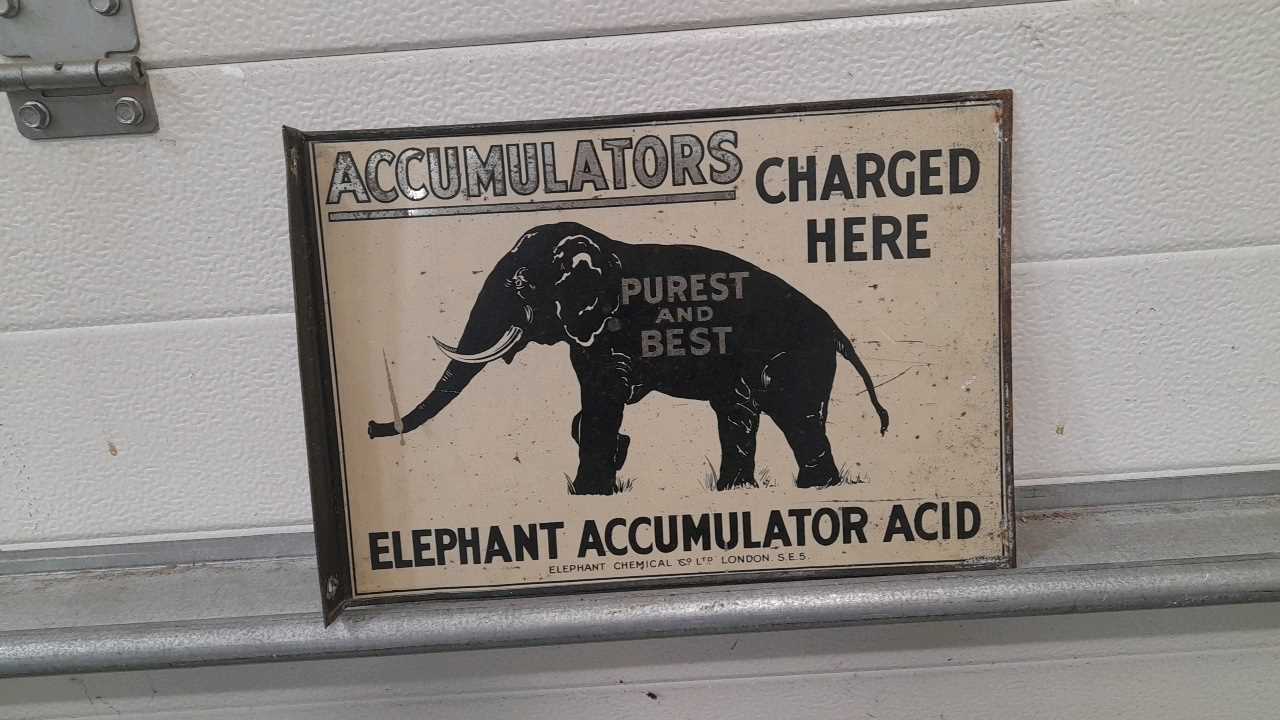 ACCUMULATORS
CHARGED
HERE
PUREST
AND
BEST
ELEPHANT ACCUMULATOR ACID
ELEPHANT CHEMICAL Co LTD LONDON. S.E.5.